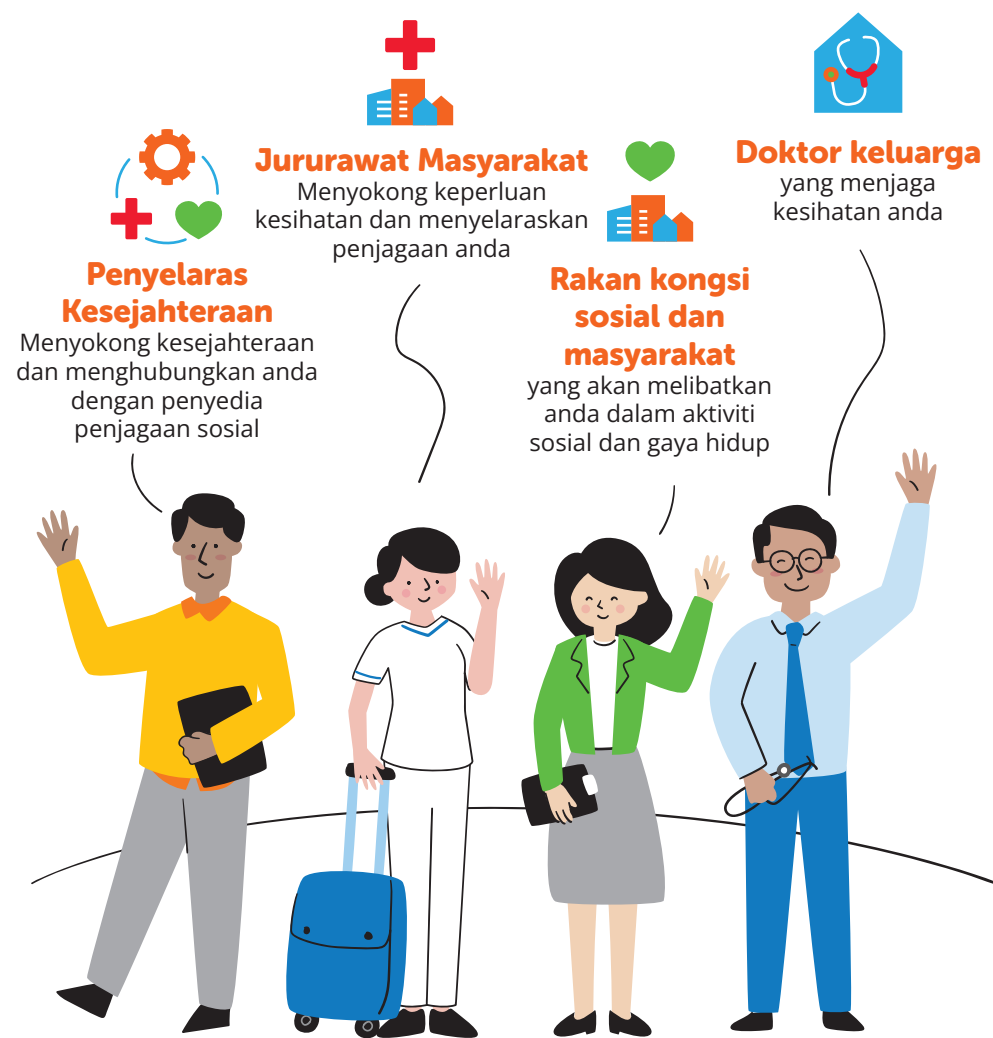 Penyelaras
Kesejahteraan
Menyokong kesejahteraan
dan menghubungkan anda
dengan penyedia
penjagaan sosial
Jururawat Masyarakat
Menyokong keperluan
kesihatan dan menyelaraskan
penjagaan anda
Rakan kongsi
sosial dan
masyarakat
yang akan melibatkan
anda dalam aktiviti
sosial dan gaya hidup
Doktor keluarga
yang menjaga
kesihatan anda